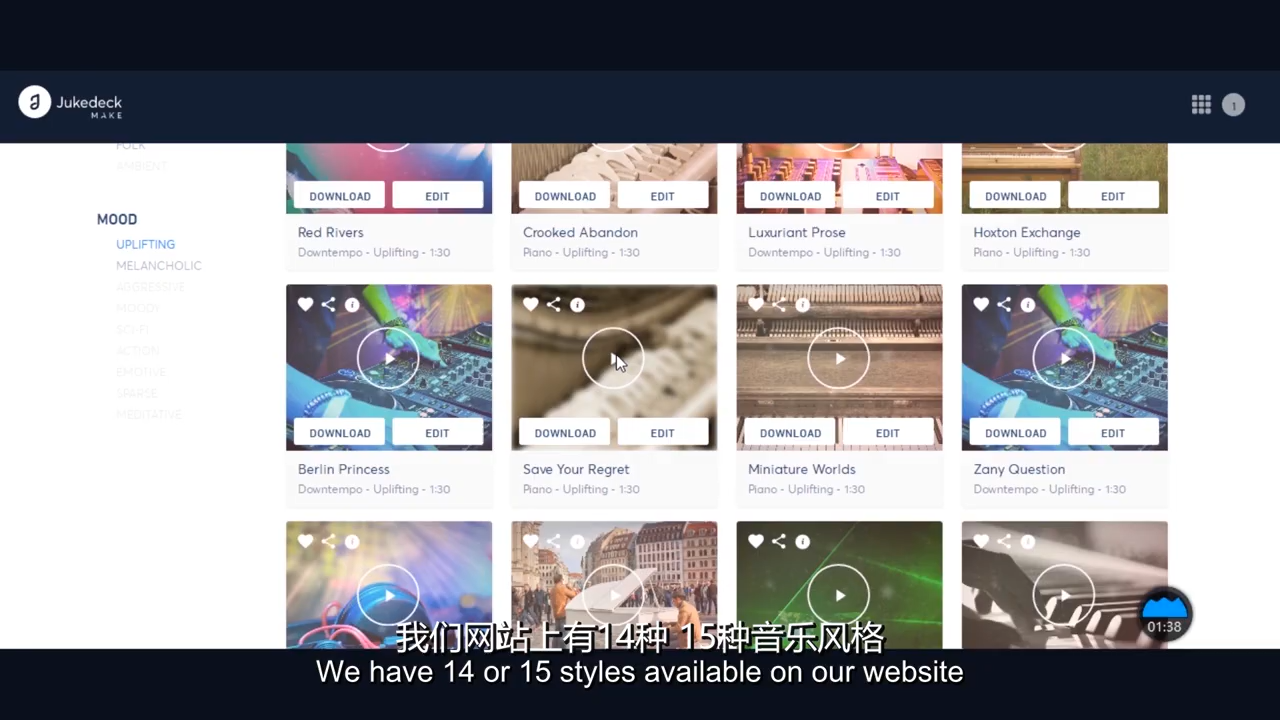 Jukedeck
MAKE
1
FOLK
AMBIENT
MOOD
UPLIFTING
MELANCHOLIC
AGGRESSIVE
MOODY
SCI-FI
ACTION
EMOTIVE
SPARSE
MEDITATIVE
DOWNLOAD EDIT DOWNLOAD EDIT DOWNLOAD EDIT DOWNLOAD EDIT
Red Rivers Crooked Abandon Luxuriant Prose Hoxton Exchange
Downtempo - Uplifting - 1:30 Piano - Uplifting - 1:30 Downtempo - Uplifting - 1:30 Piano - Uplifting - 1:30
DOWNLOAD EDIT DOWNLOAD EDIT DOWNLOAD EDIT DOWNLOAD EDIT
Berlin Princess Save Your Regret Miniature Worlds Zany Question
Downtempo - Uplifting - 1:30 Piano - Uplifting - 1:30 Piano - Uplifting - 1:30 Downtempo - Uplifting - 1:30
01:38
我们网站上有14种 15种音乐风格
We have 14 or 15 styles available on our website